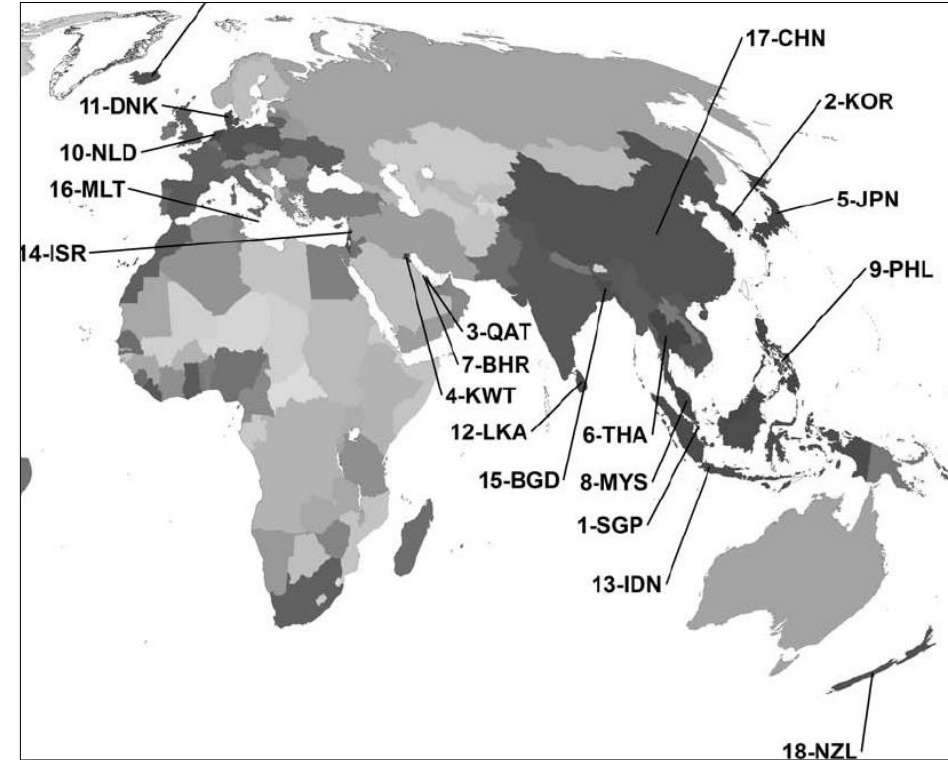 17-CHN
11-DNK
2-KOR
10-NLD
16-MLT
5-JPN
14-ISR
9-PHL
3-QAT
7-BHR
4-KWT
12-LKA
6-THA
15-BGD
8-MYS
1-SGP
13-IDN
18-NZL